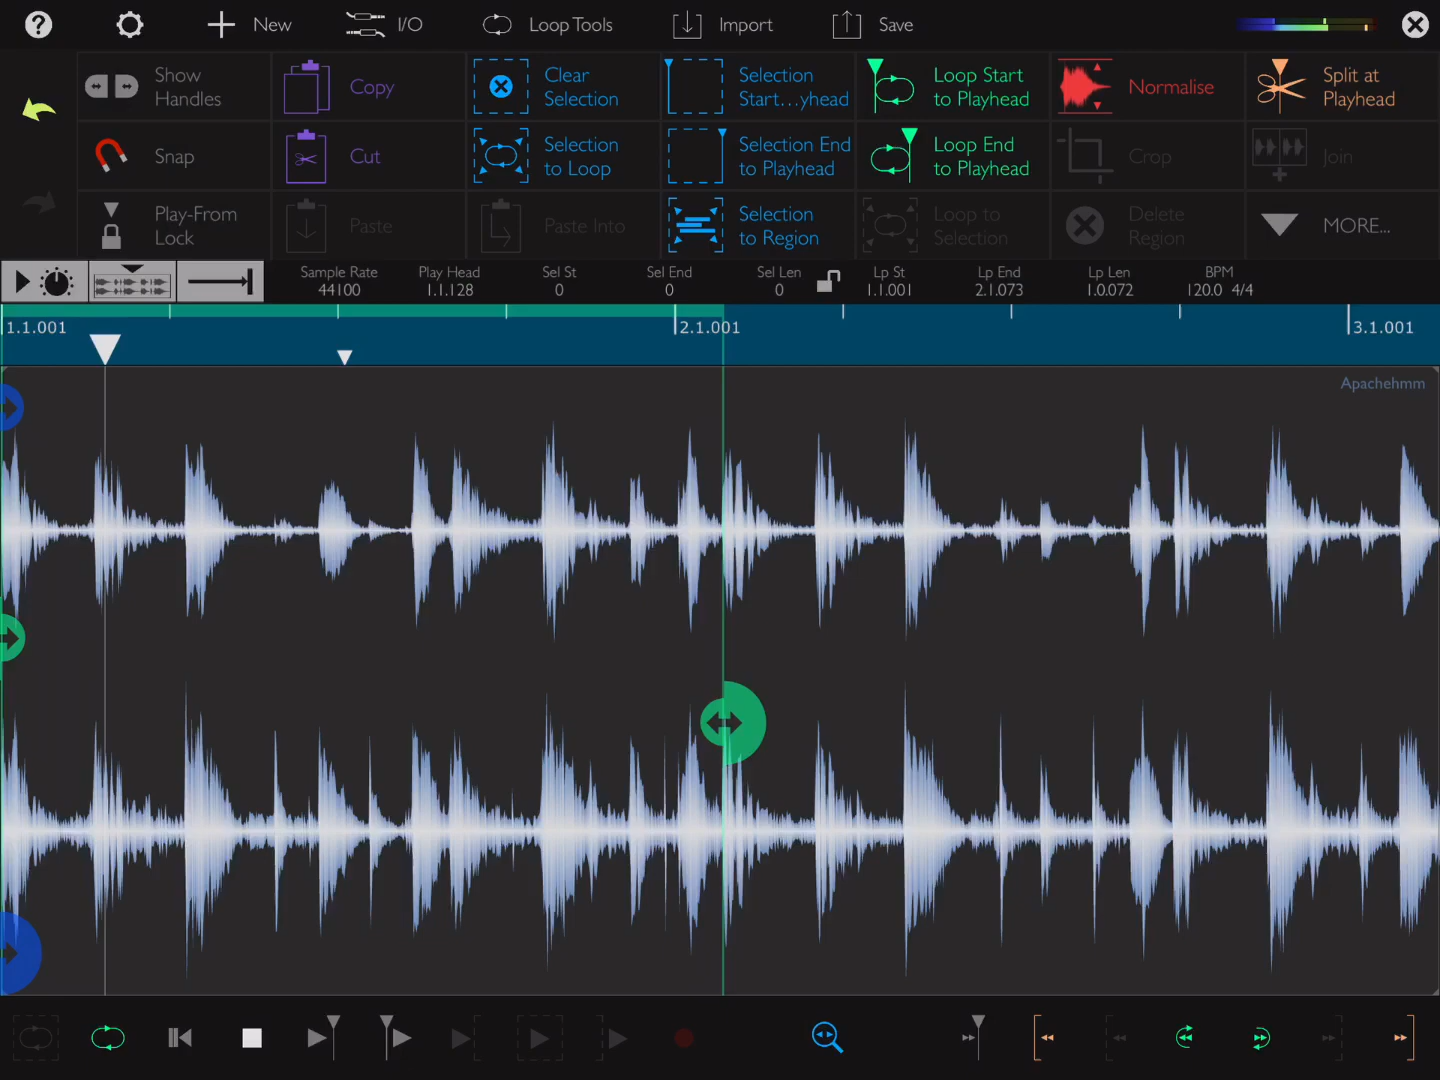 ?
New
I/O
Loop Tools
Import
Save
Show
Handles
Copy
Clear
Selection
Selection
Start...yhead
Loop Start
to Playhead
Normalise
Split at
Playhead
Snap
Cut
Selection
to Loop
Selection End
to Playhead
Loop End
to Playhead
Crop
Join
Play-From
Lock
Paste
Paste Into
Selection
to Region
Loop to
Selection
Delete
Region
MORE...
Sample Rate
44100
Play Head
1.1.128
Sel St
0
Sel End
0
Sel Len
0
Lp St
1.1.001
Lp End
2.1.073
Lp Len
1.0.072
BPM
120.0 4/4
1.1.001
2.1.001
3.1.001
Apachehmm